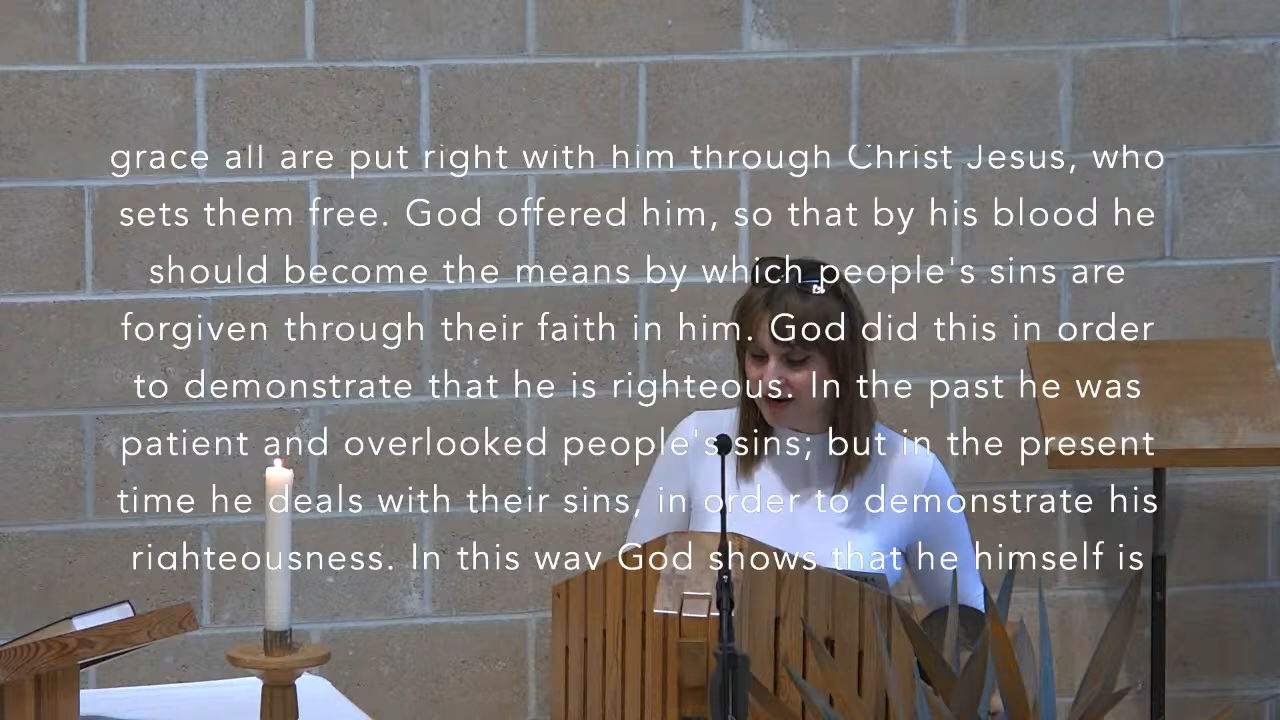 grace all are put right with him through Christ Jesus, who
sets them free. God offered him, so that by his blood he
should become the means by which people's sins are
forgiven through their faith in him. God did this in order
to demonstrate that he is righteous. In the past he was
patient and overlooked people's sins; but in the present
time he deals with their sins, in order to demonstrate his
righteousness. In this way God shows that he himself is